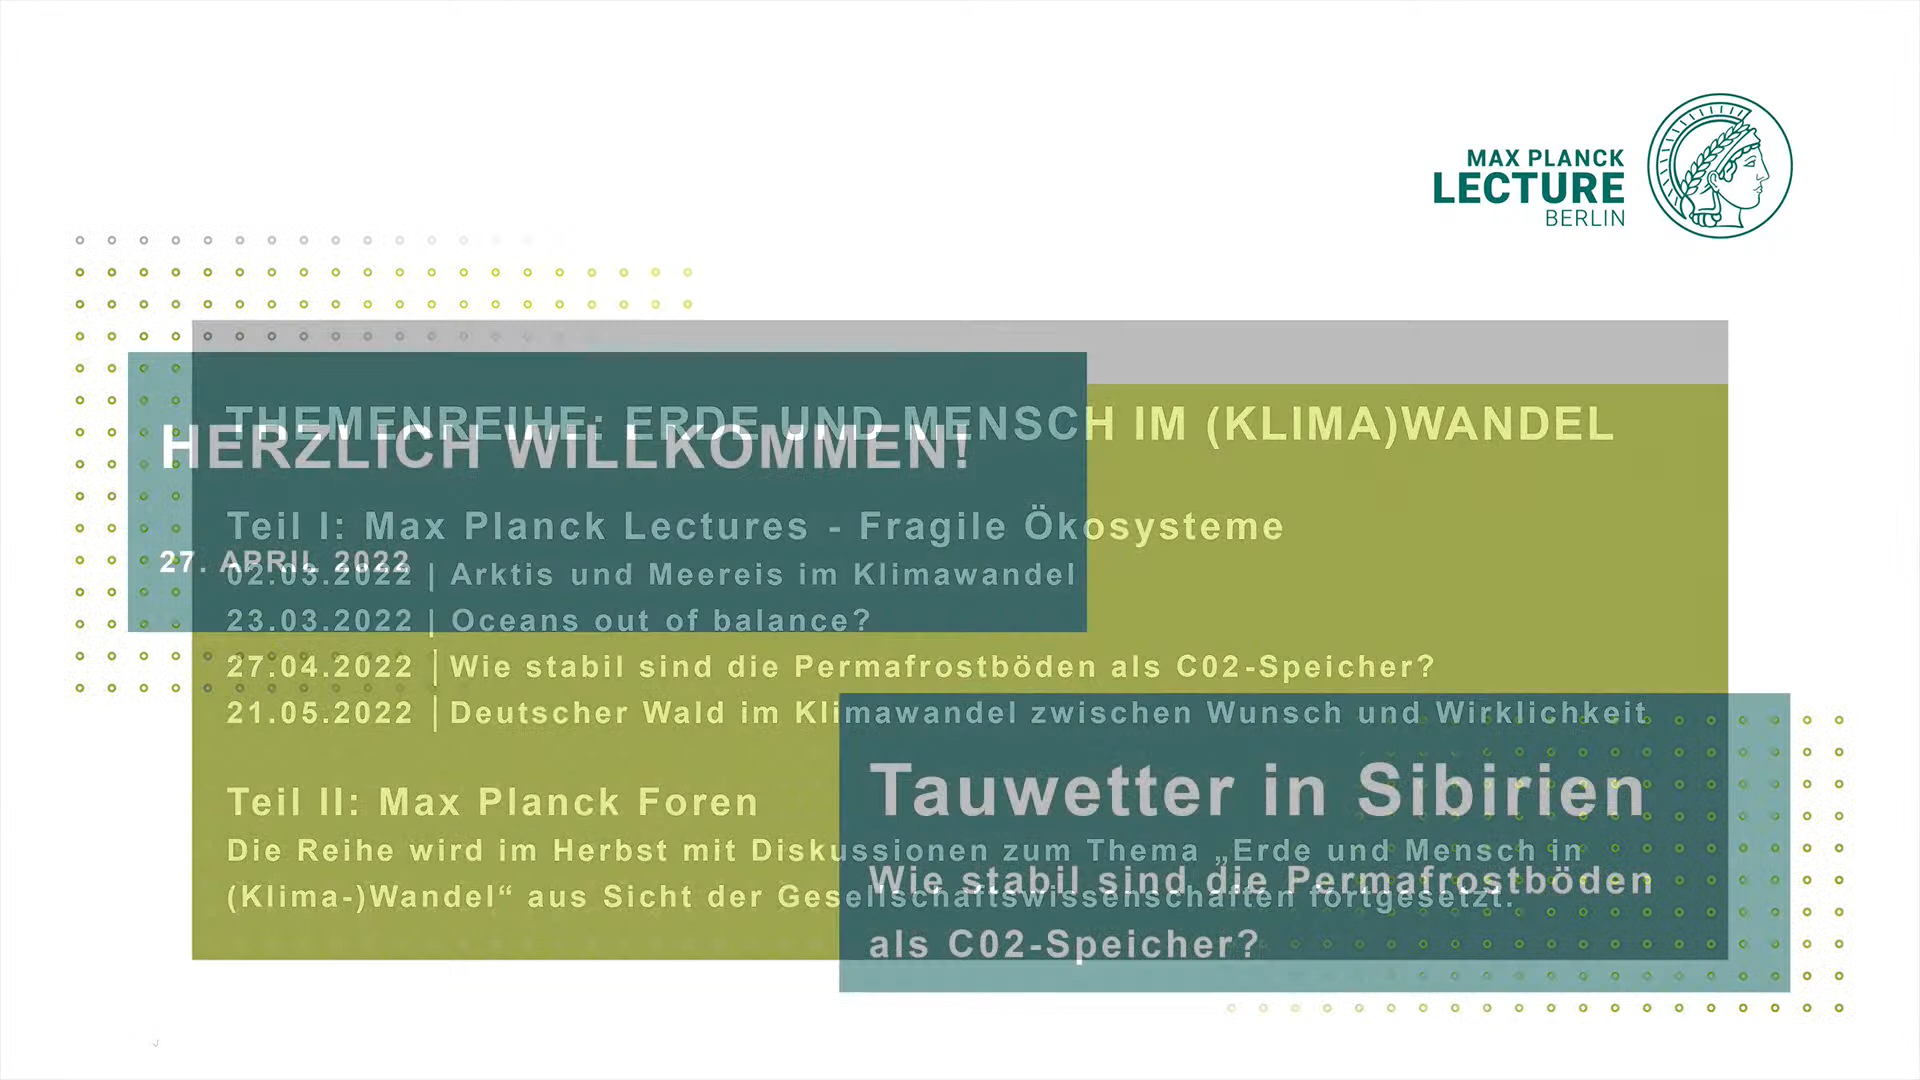 MAX PLANCK
LECTURE
BERLIN
THEMENREIHE: ERDE UND MENSCH IM (KLIMA)WANDEL
HERZLICH WILLKOMMEN!
Teil I: Max Planck Lectures - Fragile Ökosysteme
27. APRIL 2022
02.03.2022 | Arktis und Meereis im Klimawandel
23.03.2022 | Oceans out of balance?
27.04.2022 | Wie stabil sind die Permafrostböden als C02-Speicher?
21.05.2022 | Deutscher Wald im Klimawandel zwischen Wunsch und Wirklichkeit
Teil II: Max Planck Foren
Die Reihe wird im Herbst mit Diskussionen zum Thema „Erde und Mensch in
(Klima-)Wandel“ aus Sicht der Gesellschaftswissenschaften fortgesetzt.
Tauwetter in Sibirien
Wie stabil sind die Permafrostböden
als C02-Speicher?